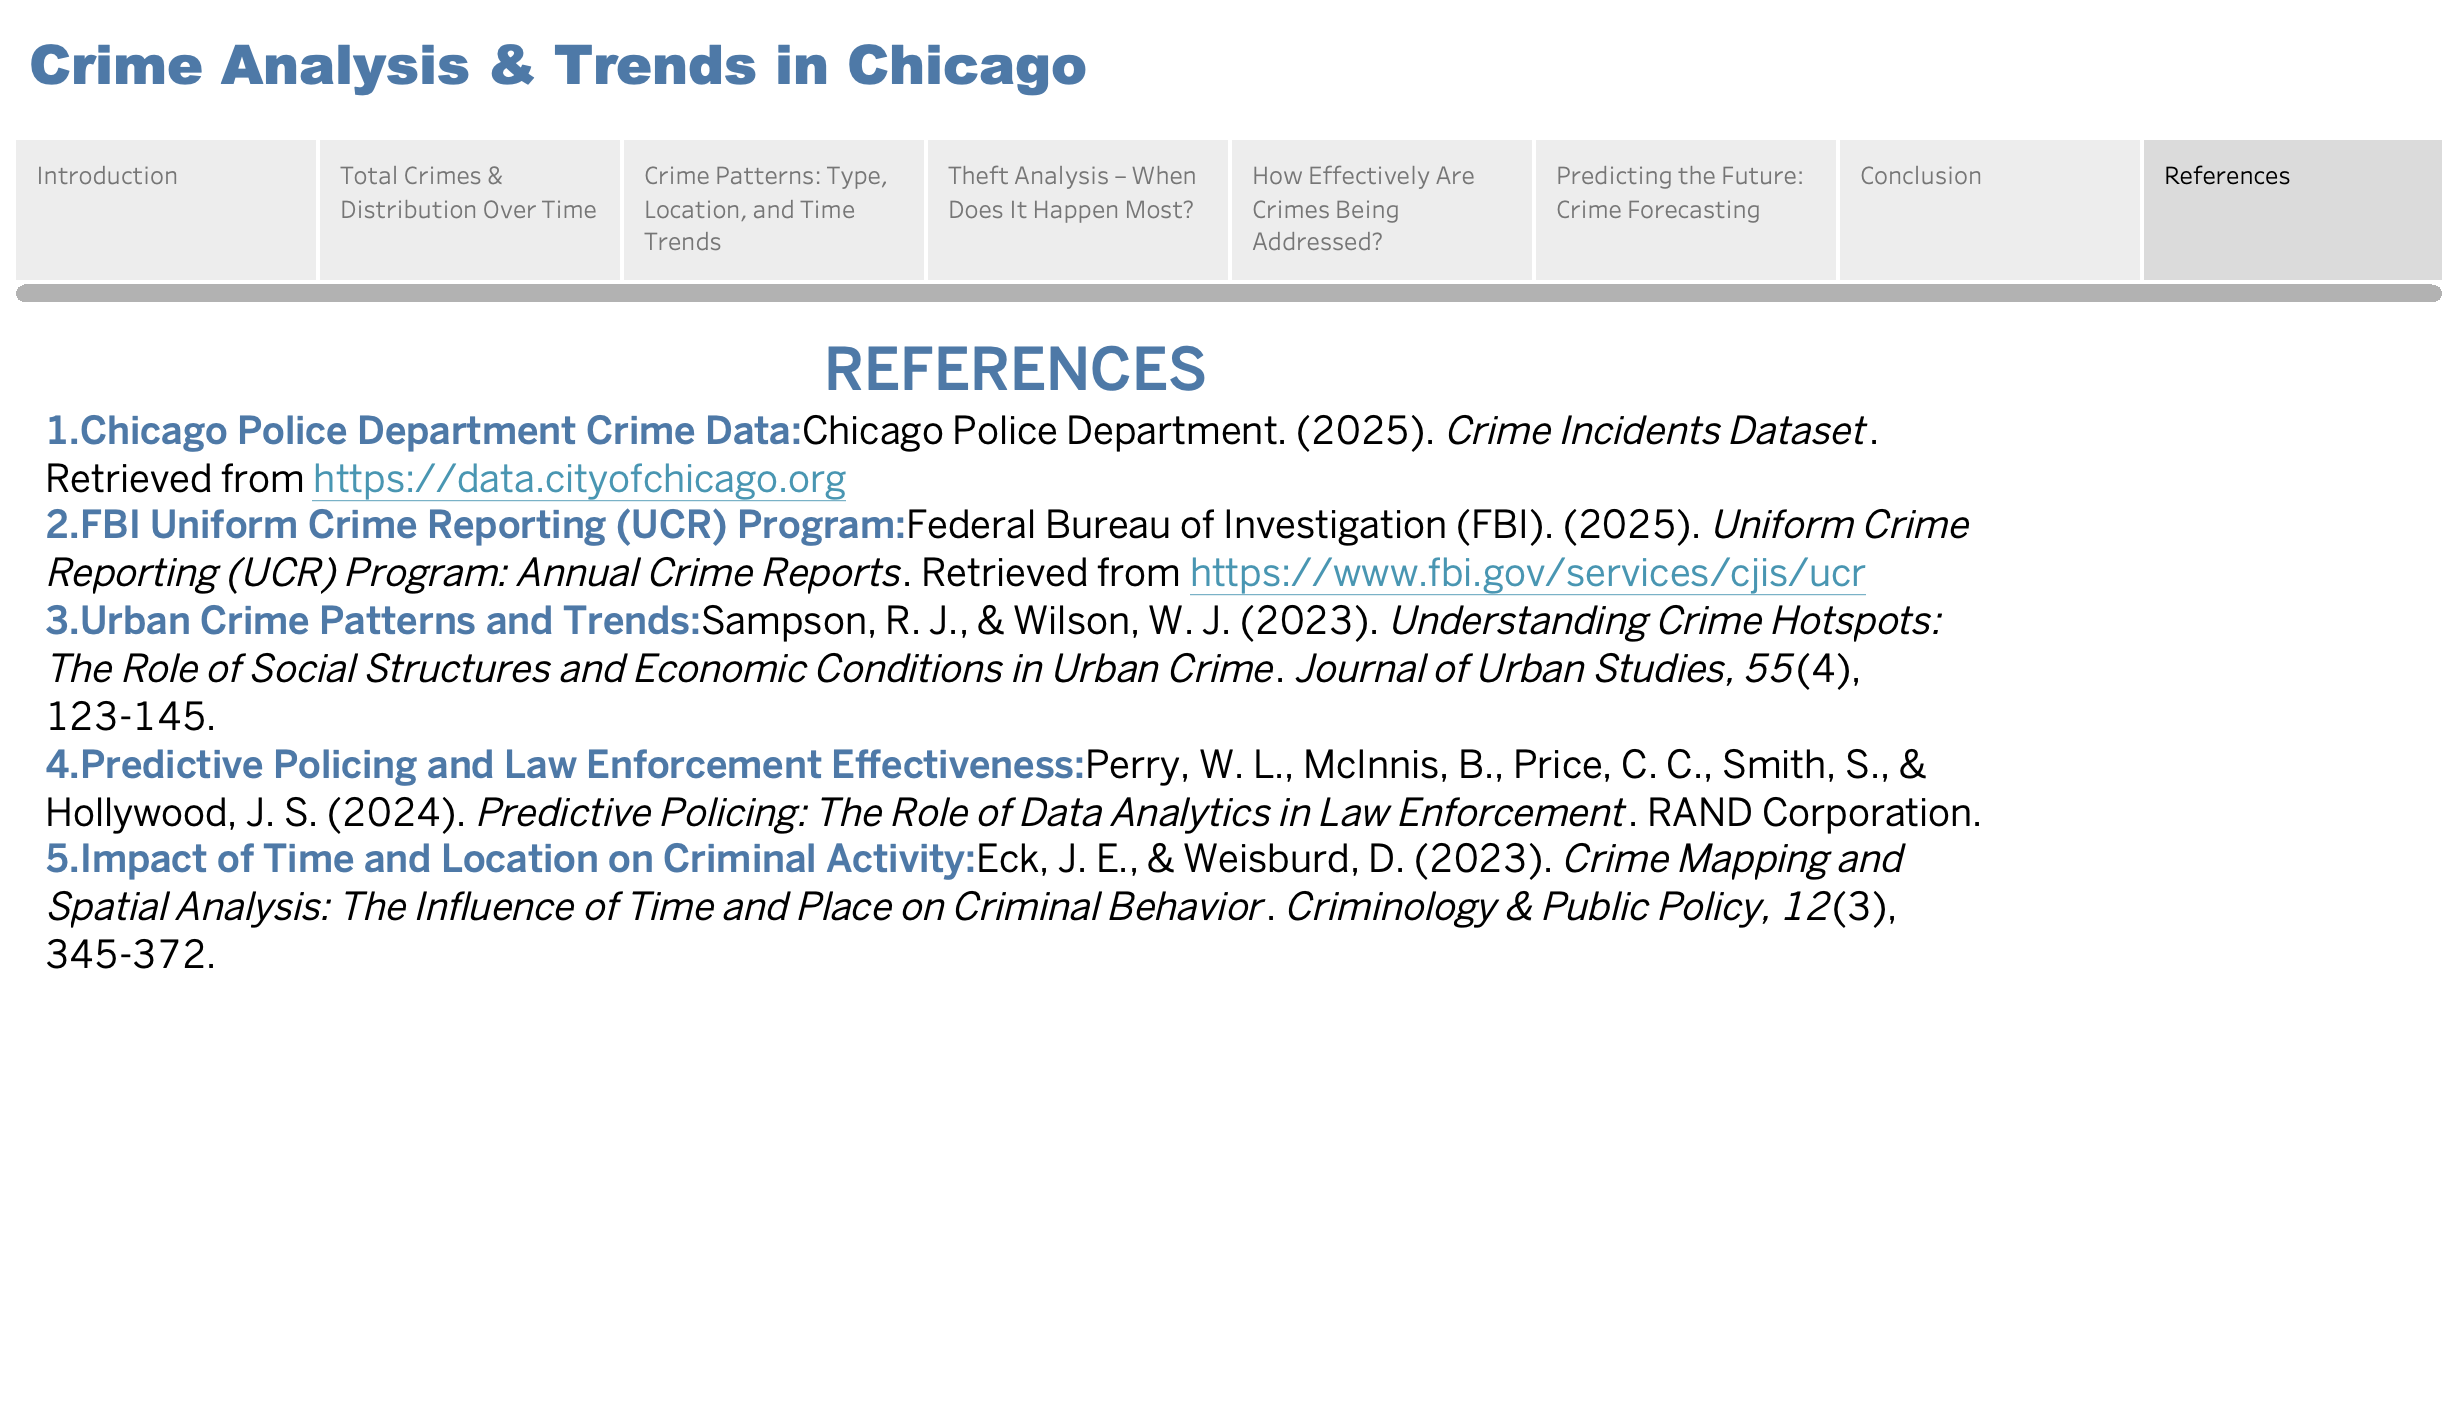 Crime Analysis & Trends in Chicago
Introduction
Total Crimes &
Distribution Over Time
Crime Patterns: Type,
Location, and Time
Trends
Theft Analysis – When
Does It Happen Most?
How Effectively Are
Crimes Being
Addressed?
Predicting the Future:
Crime Forecasting
Conclusion
References
REFERENCES
1.Chicago Police Department Crime Data:Chicago Police Department. (2025). Crime Incidents Dataset.
Retrieved from https://data.cityofchicago.org
2.FBI Uniform Crime Reporting (UCR) Program:Federal Bureau of Investigation (FBI). (2025). Uniform Crime
Reporting (UCR) Program: Annual Crime Reports. Retrieved from https://www.fbi.gov/services/cjis/ucr
3.Urban Crime Patterns and Trends:Sampson, R. J., & Wilson, W. J. (2023). Understanding Crime Hotspots:
The Role of Social Structures and Economic Conditions in Urban Crime. Journal of Urban Studies, 55(4),
123-145.
4.Predictive Policing and Law Enforcement Effectiveness:Perry, W. L., McInnis, B., Price, C. C., Smith, S., &
Hollywood, J. S. (2024). Predictive Policing: The Role of Data Analytics in Law Enforcement. RAND Corporation.
5.Impact of Time and Location on Criminal Activity:Eck, J. E., & Weisburd, D. (2023). Crime Mapping and
Spatial Analysis: The Influence of Time and Place on Criminal Behavior. Criminology & Public Policy, 12(3),
345-372.